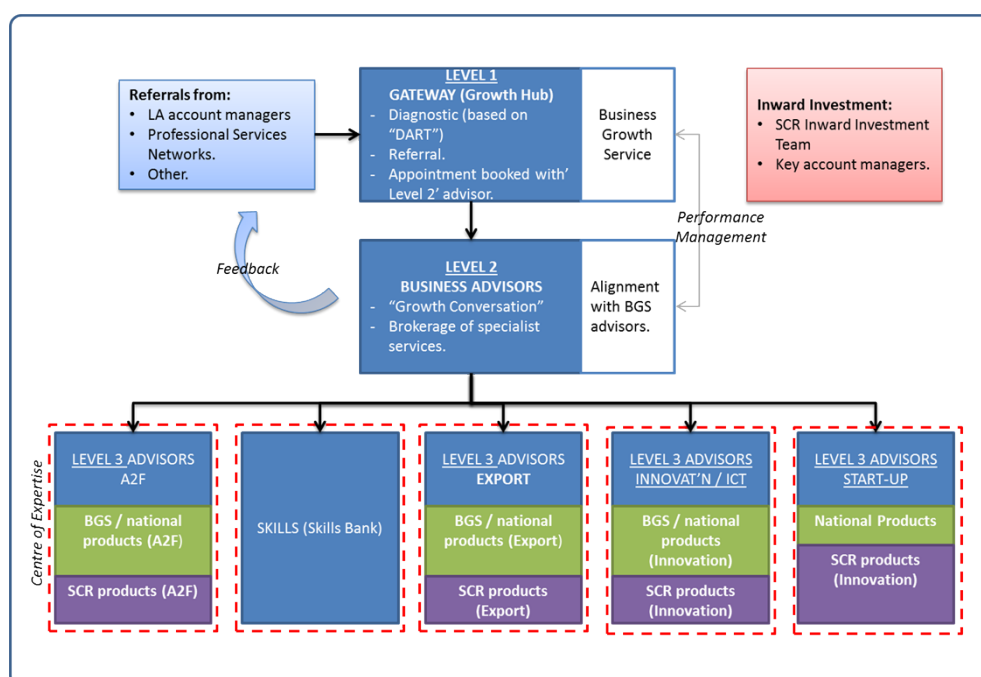 Referrals from:
• LA account managers
• Professional Services
Networks.
• Other.
LEVEL 1
GATEWAY (Growth Hub)
- Diagnostic (based on
“DART”)
- Referral.
- Appointment booked with’
Level 2’ advisor.
Business
Growth
Service
Inward Investment:
• SCR Inward Investment
Team
• Key account managers.
Performance
Management
Feedback
LEVEL 2
BUSINESS ADVISORS
- “Growth Conversation”
- Brokerage of specialist
services.
Alignment
with BGS
advisors.
Centre of Expertise
LEVEL 3 ADVISORS
A2F
BGS / national
products (A2F)
SCR products (A2F)
SKILLS (Skills Bank)
LEVEL 3 ADVISORS
EXPORT
BGS / national
products (Export)
SCR products
(Export)
LEVEL 3 ADVISORS
INNOVAT'N / ICT
BGS / national
products
(Innovation)
SCR products
(Innovation)
LEVEL 3 ADVISORS
START-UP
National Products
SCR products
(Innovation)